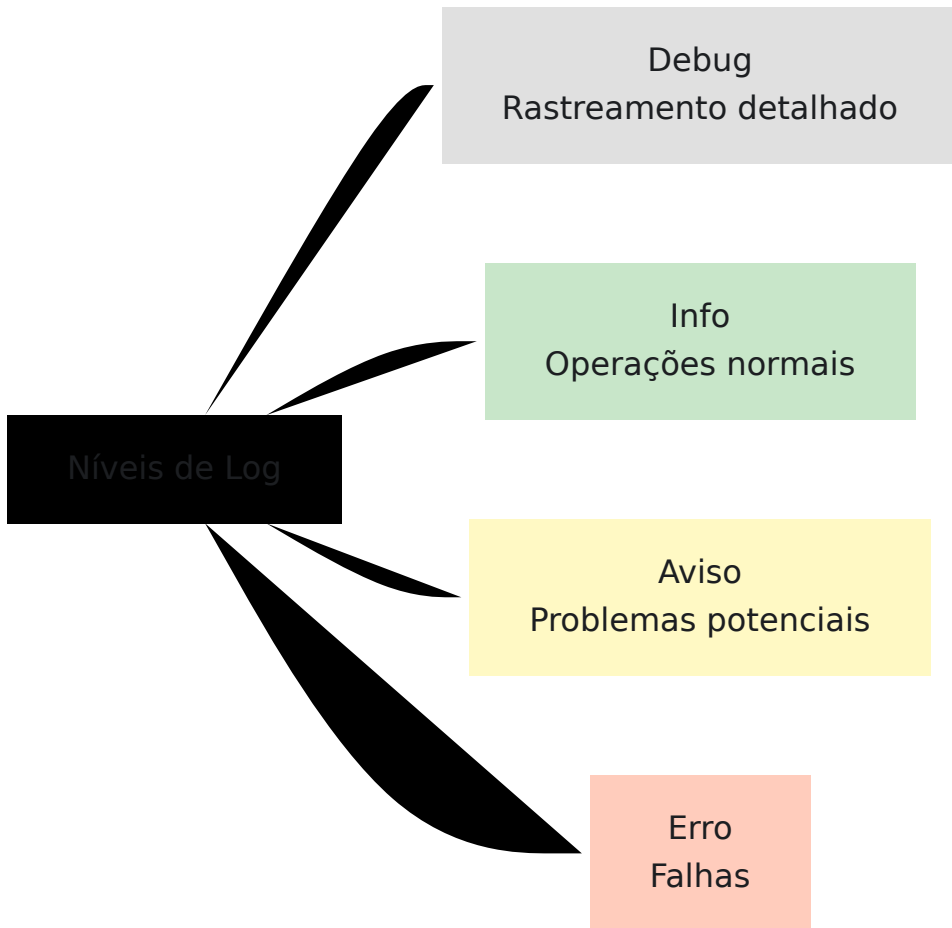 Debug
Rastreamento detalhado
Info
Operações normais
Níveis de Log
Aviso
Problemas potenciais
Erro
Falhas